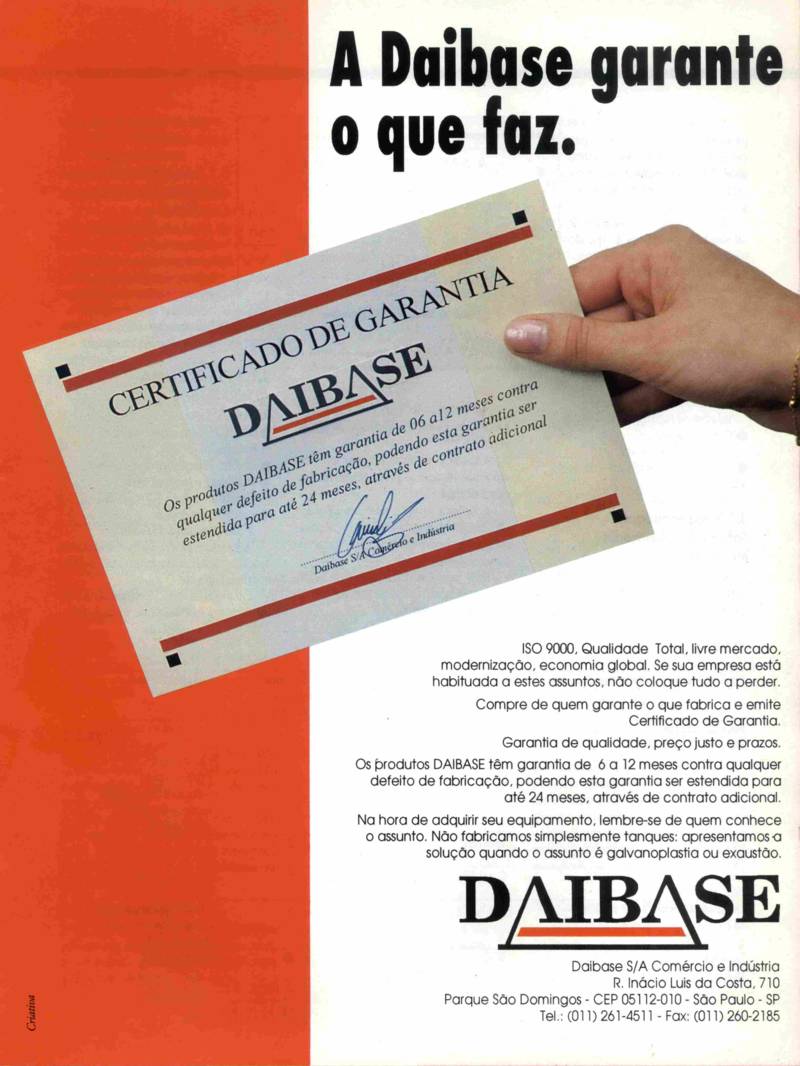 A Daibase garante
o que faz.
CERTIFICADO DE GARANTIA
DAIBASE
Os produtos DAIBASE têm garantia de 06 a12 meses contra
qualquer defeito de fabricação, podendo esta garantia ser
estendida para até 24 meses, através de contrato adicional
Daibase S/A Comércio e Indústria
ISO 9000, Qualidade Total, livre mercado,
modernização, economia global. Se sua empresa está
habituada a estes assuntos, não coloque tudo a perder.
Compre de quem garante o que fabrica e emite
Certificado de Garantia.
Garantia de qualidade, preço justo e prazos.
Os produtos DAIBASE têm garantia de 6 a 12 meses contra qualquer
defeito de fabricação, podendo esta garantia ser estendida para
até 24 meses, através de contrato adicional.
Na hora de adquirir seu equipamento, lembre-se de quem conhece
o assunto. Não fabricamos simplesmente tanques: apresentamos a
solução quando o assunto é galvanoplastia ou exaustão.
DAIBASE
Daibase S/A Comércio e Indústria
R. Inácio Luis da Costa, 710
Parque São Domingos - CEP 05112-010 - São Paulo - SP
Tel.: (011) 261-4511 - Fax: (011) 260-2185
Criativa